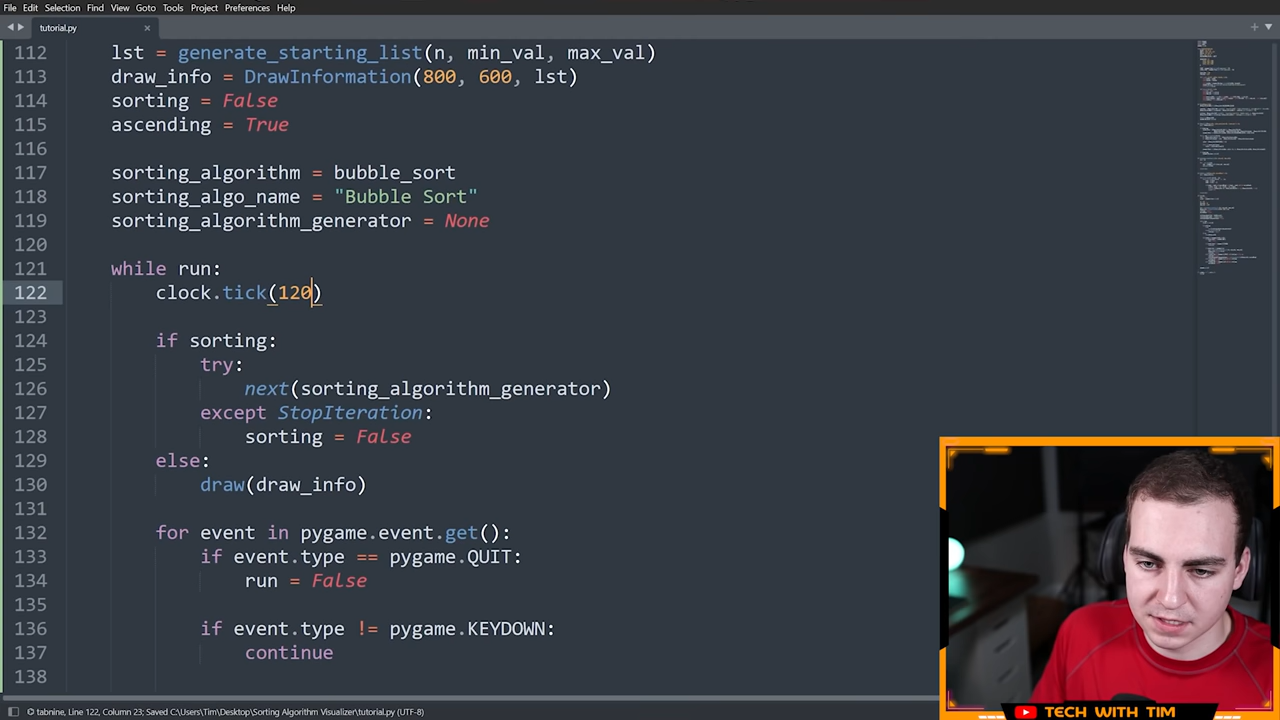 File Edit Selection Find View Goto Tools Project Preferences Help
tutorial.py
112 lst = generate_starting_list(n, min_val, max_val)
113 draw_info = DrawInformation(800, 600, lst)
114 sorting = False
115 ascending = True
116
117 sorting_algorithm = bubble_sort
118 sorting_algo_name = "Bubble Sort"
119 sorting_algorithm_generator = None
120
121 while run:
122 clock.tick(120)
123
124 if sorting:
125 try:
126 next(sorting_algorithm_generator)
127 except StopIteration:
128 sorting = False
129 else:
130 draw(draw_info)
131
132 for event in pygame.event.get():
133 if event.type == pygame.QUIT:
134 run = False
135
136 if event.type != pygame.KEYDOWN:
137 continue
138
TECH WITH TIM
tabnine, Line 122, Column 23; Saved C:\Users\Tim\Desktop\Sorting Algorithm Visualizer\tutorial.py (UTF-8)